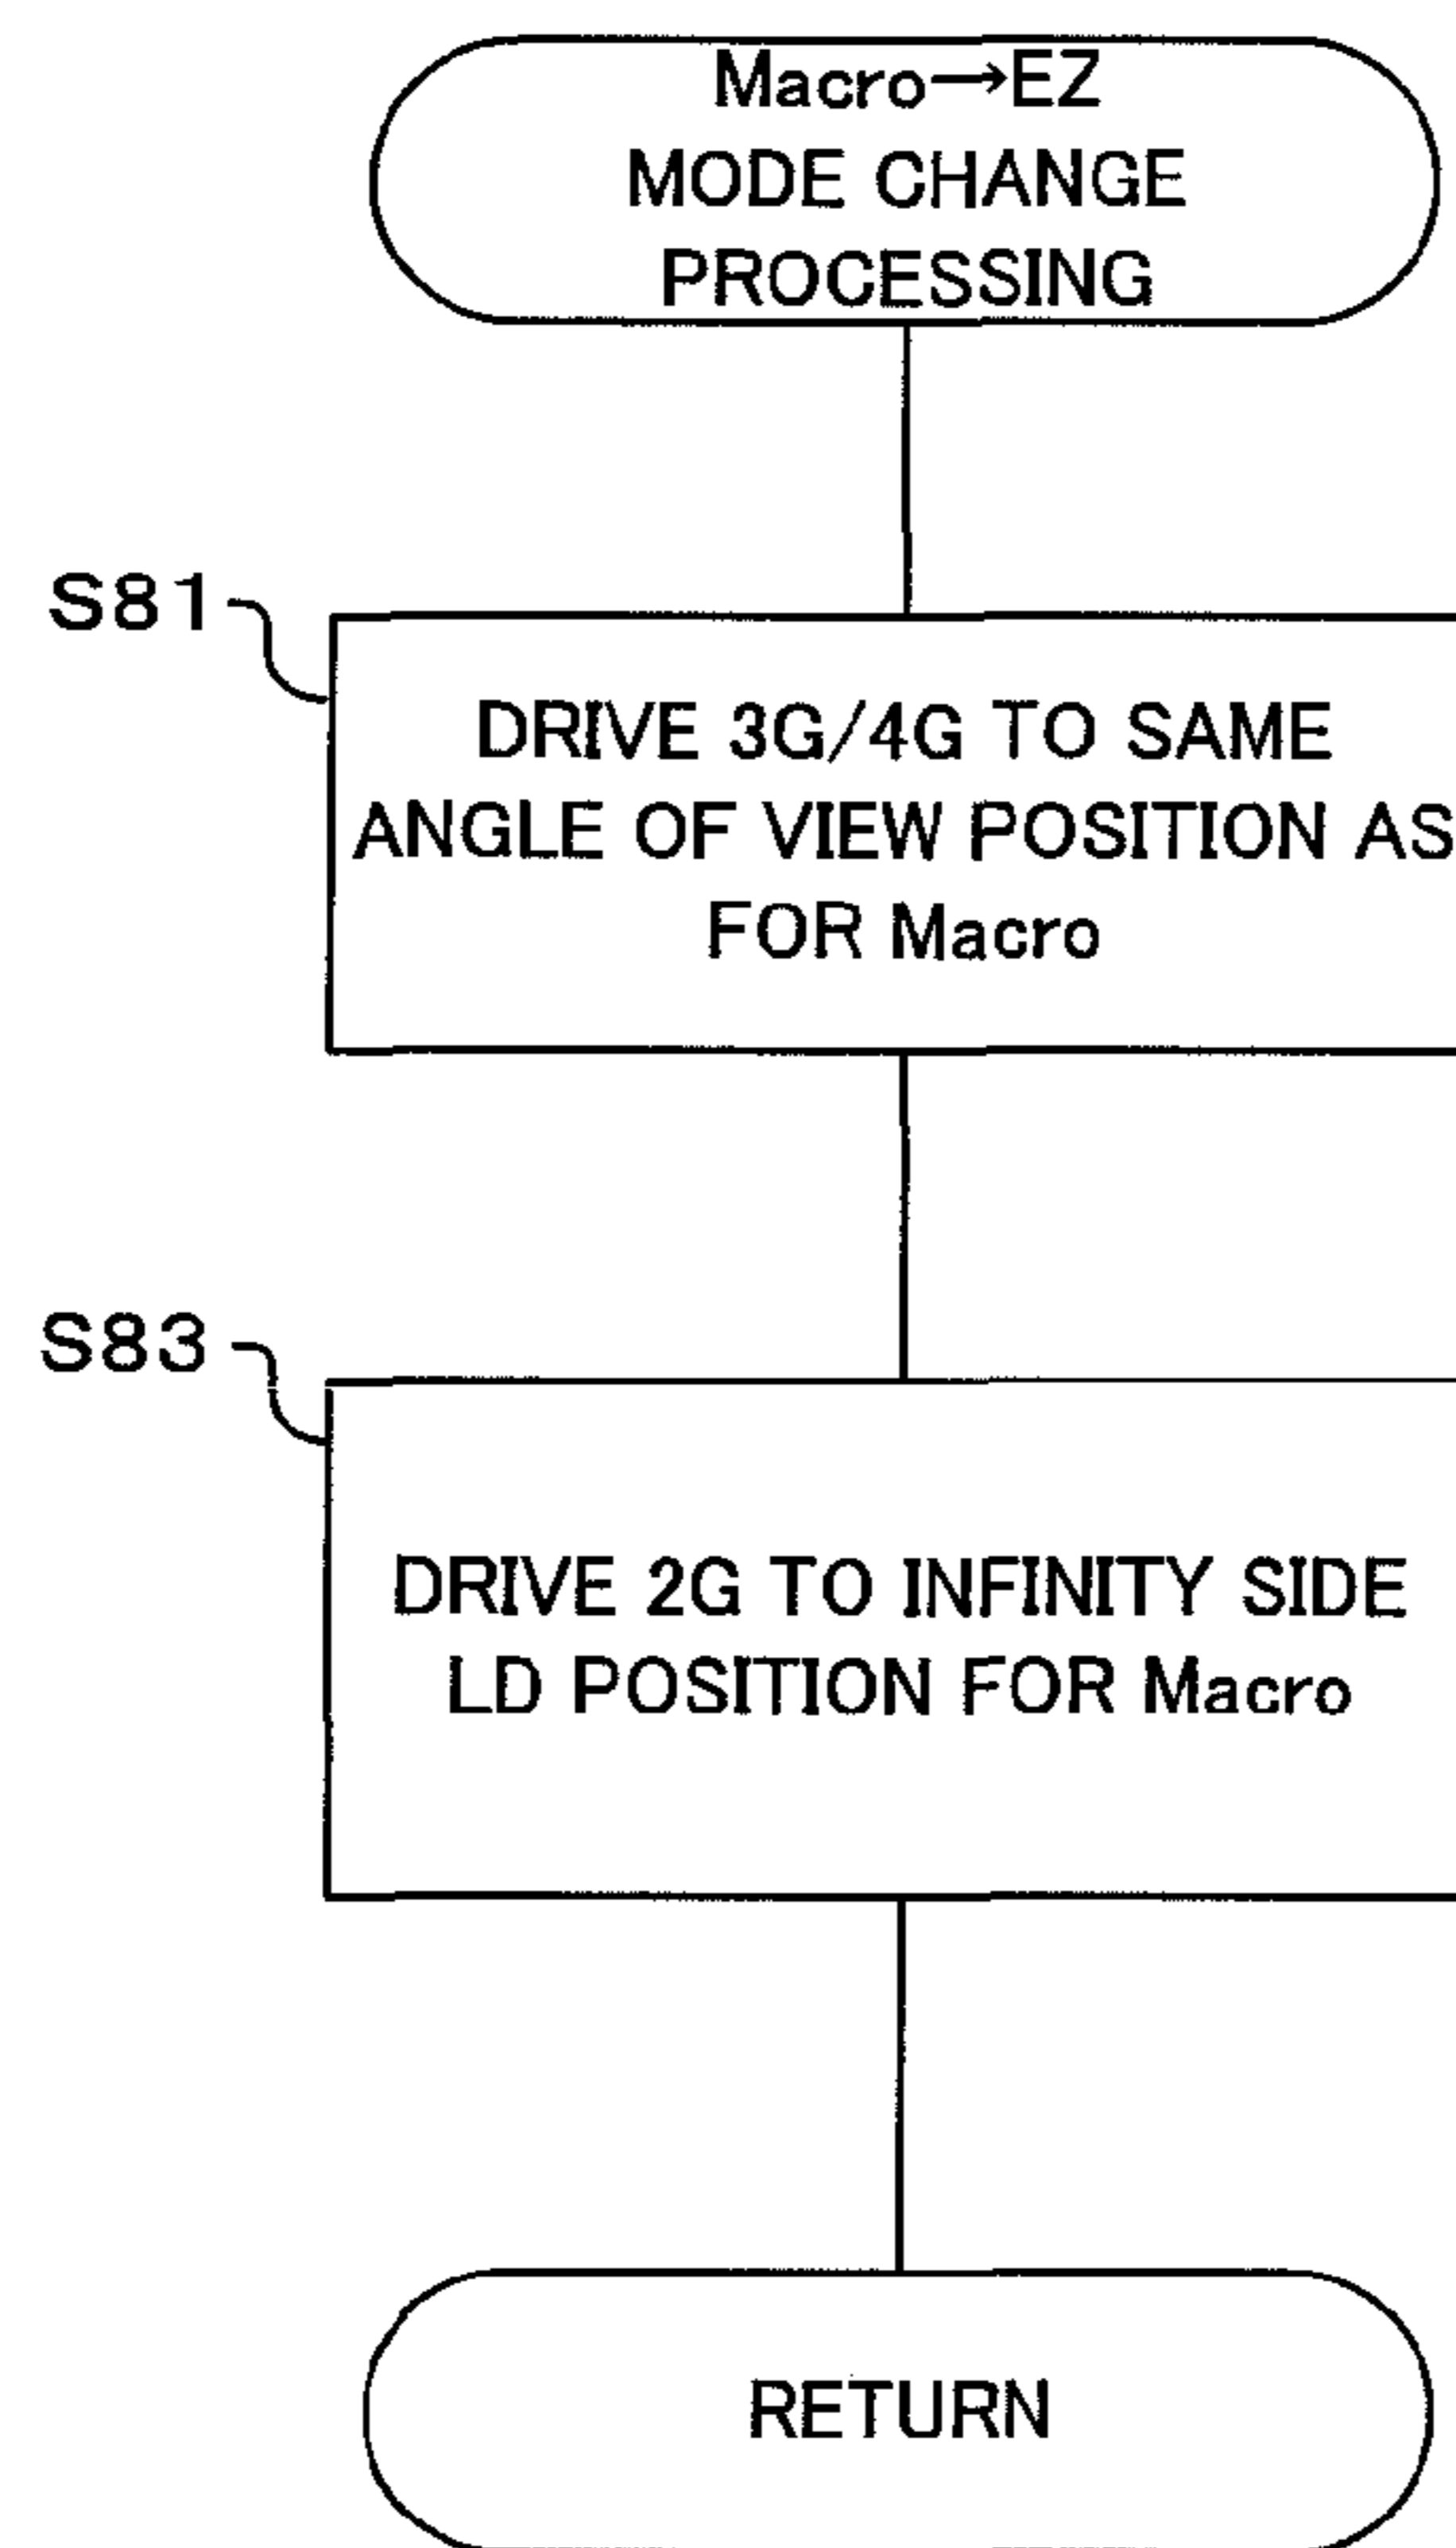 Macro→EZ
MODE CHANGE
PROCESSING
S81
DRIVE 3G/4G TO SAME
ANGLE OF VIEW POSITION AS
FOR Macro
S83
DRIVE 2G TO INFINITY SIDE
LD POSITION FOR Macro
RETURN